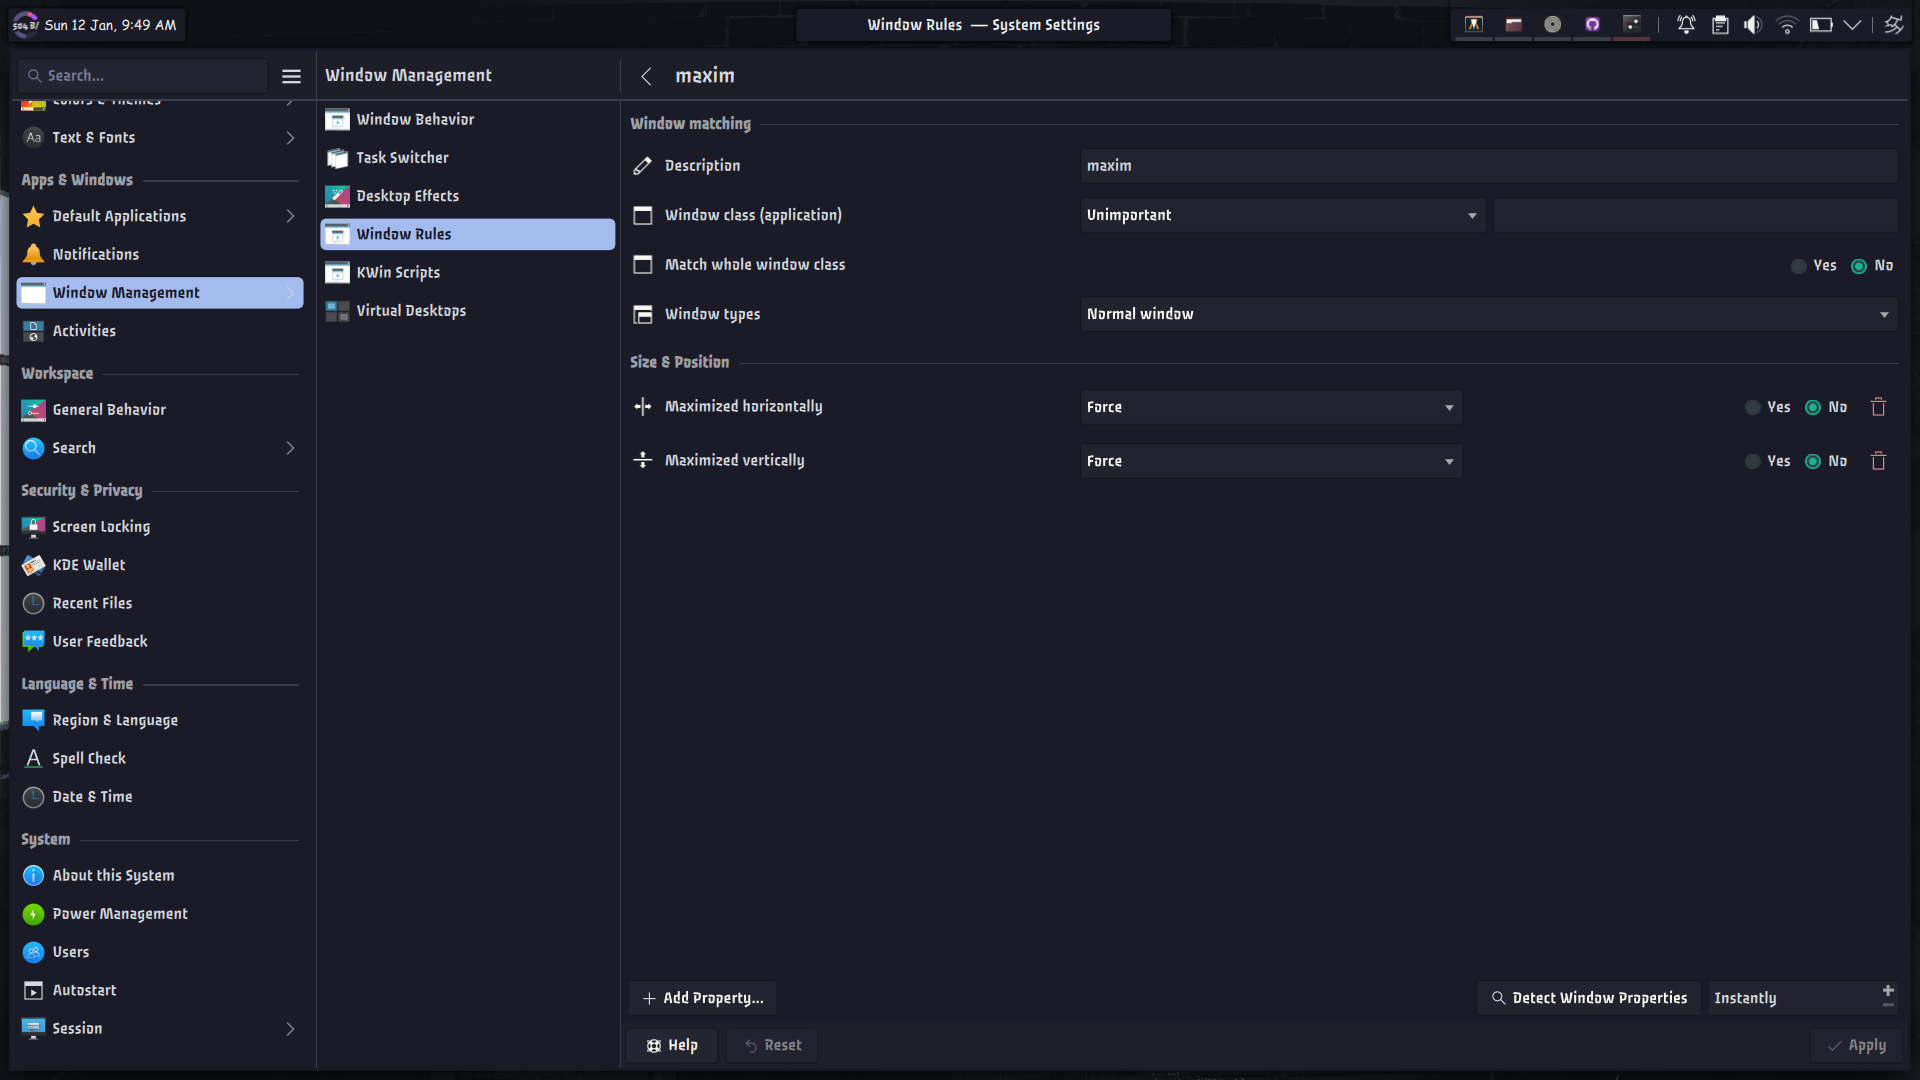 Sun 12 Jan, 9:49 AM
Window Rules — System Settings
Search...
Window Management
maxim
Colors & Themes
Text & Fonts
Apps & Windows
Default Applications
Notifications
Window Management
Activities
Workspace
General Behavior
Search
Security & Privacy
Screen Locking
KDE Wallet
Recent Files
User Feedback
Language & Time
Region & Language
Spell Check
Date & Time
System
About this System
Power Management
Users
Autostart
Session
Window Behavior
Task Switcher
Desktop Effects
Window Rules
KWin Scripts
Virtual Desktops
Window matching
Description
maxim
Window class (application)
Unimportant
Match whole window class
Yes No
Window types
Normal window
Size & Position
Maximized horizontally
Force
Yes No
Maximized vertically
Force
Yes No
Add Property...
Detect Window Properties
Instantly
Help
Reset
Apply